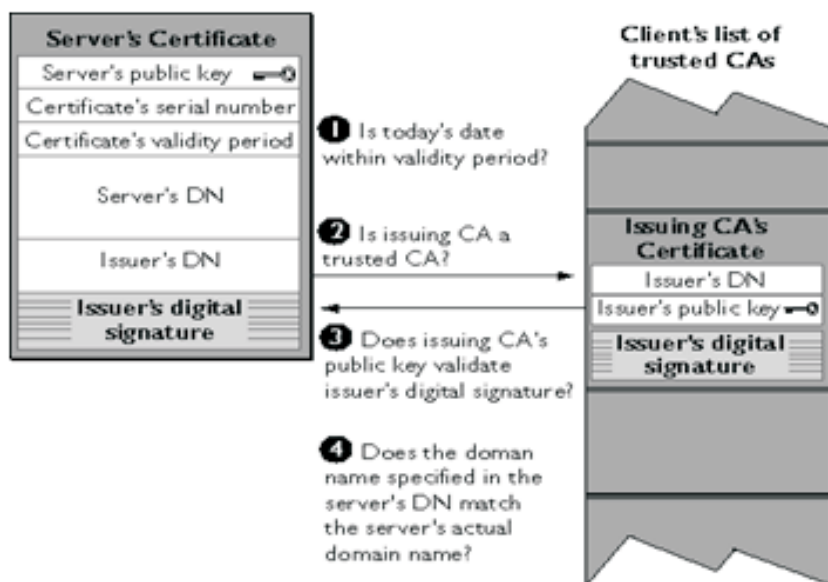 Server's Certificate
Server's public key
Certificate's serial number
Certificate's validity period
Server's DN
Issuer's DN
Issuer's digital
signature
1 Is today's date
within validity period?
2 Is issuing CA a
trusted CA?
3 Does issuing CA's
public key validate
issuer's digital signature?
4 Does the doman
name specified in the
server's DN match
the server's actual
domain name?
Client's list of
trusted CAs
Issuing CA's
Certificate
Issuer's DN
Issuer's public key
Issuer's digital
signature